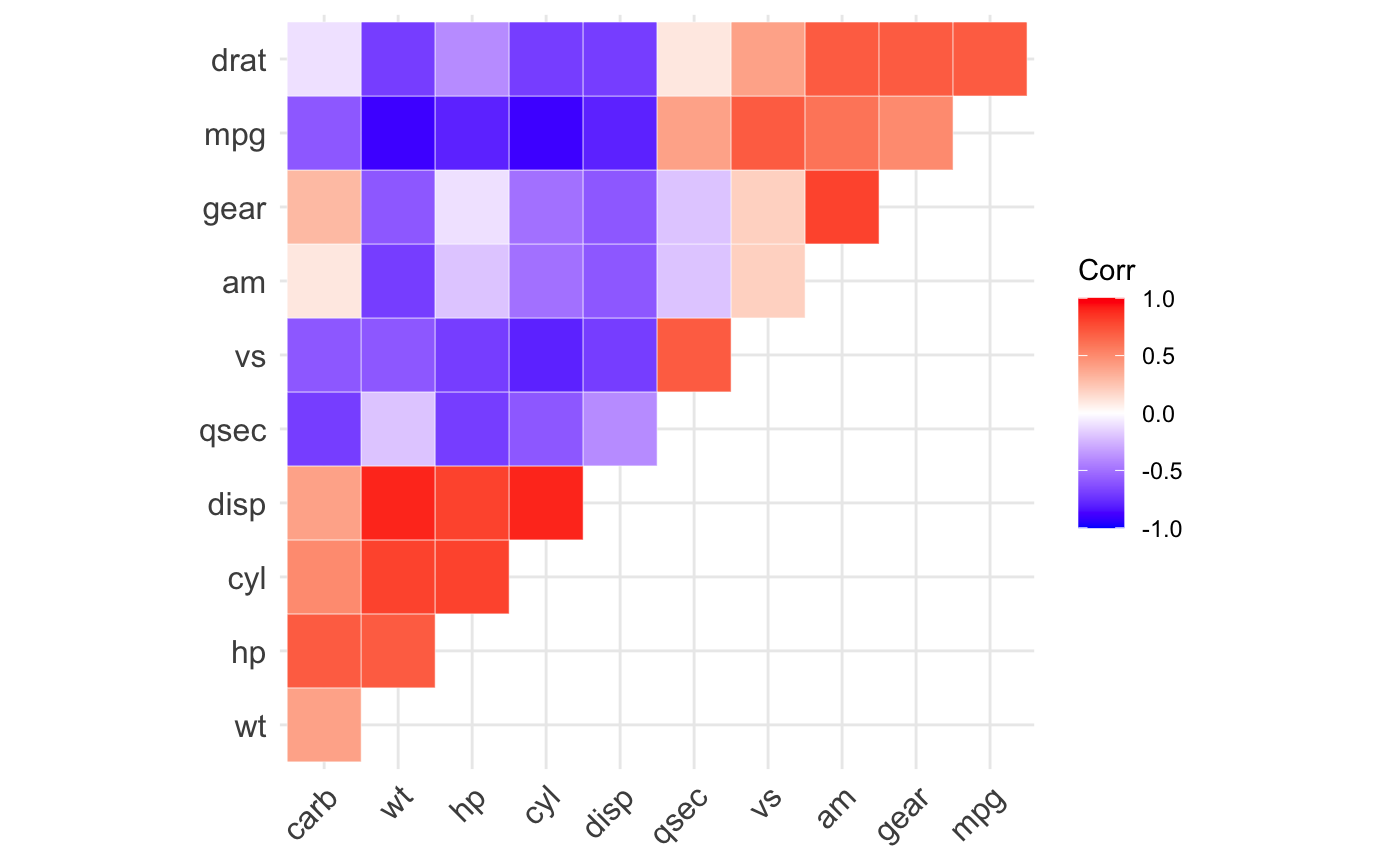 drat
mpg
gear
am
vs
qsec
disp
cyl
hp
wt
carb wt hp cyl disp qsec vs am gear mpg
Corr
1.0
0.5
0.0
-0.5
-1.0